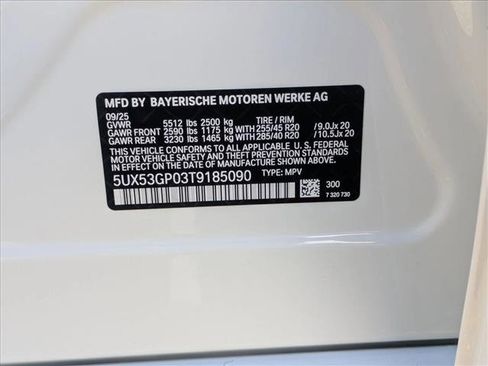 MFD BY BAYERISCHE MOTOREN WERKE AG
09/25
GVWR 5512 lbs 2500 kg TIRE / RIM
GAWR FRONT 2590 lbs 1175 kg 255/45 R20 /9.0Jx 20
GAWR REAR 3230 lbs 1465 kg 285/40 R20 /10.5Jx 20
THIS VEHICLE CONFORMS TO ALL APPLICABLE U. S. FEDERAL
MOTOR VEHICLE SAFETY AND THEFT PREVENTION STANDARDS
IN EFFECT ON THE DATE OF MANUFACTURE SHOWN ABOVE.
5UX53GP03T9185090 TYPE: MPV
300
7 320 730